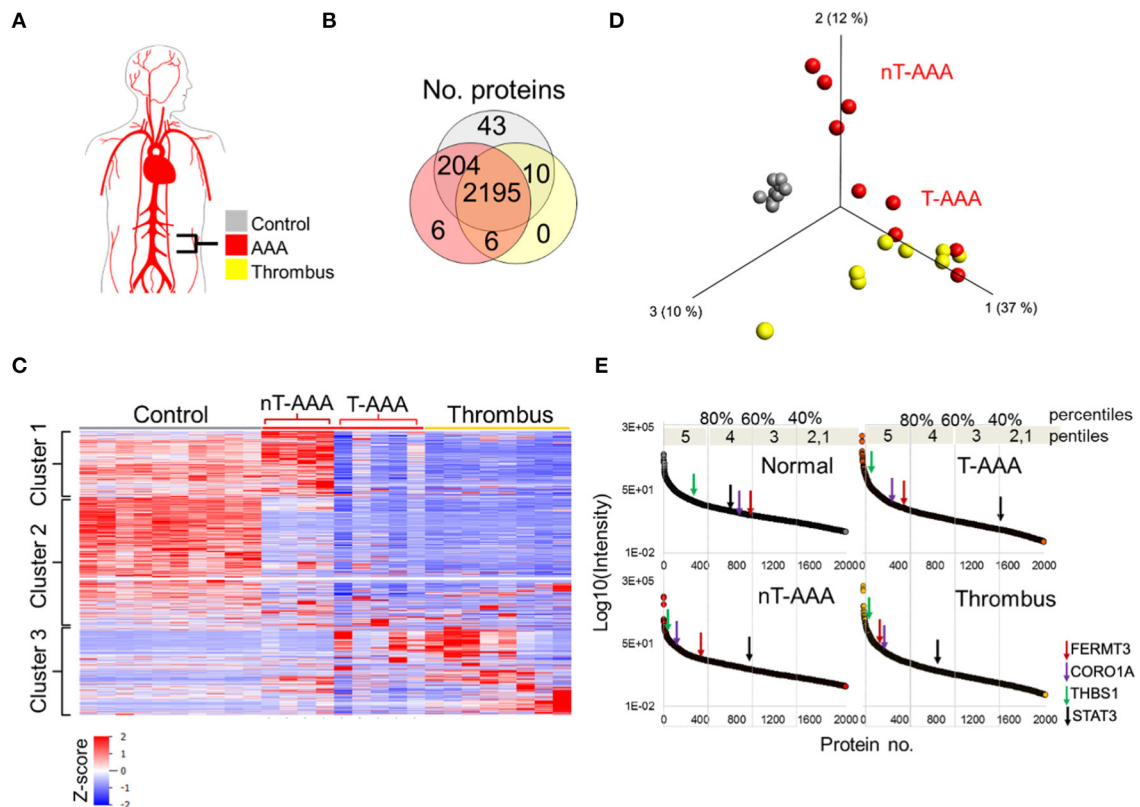 A
Control
AAA
Thrombus
B
No. proteins
43
204
10
2195
6
6
0
D
2 (12 %)
nT-AAA
T-AAA
3 (10 %)
1 (37 %)
C
Control
nT-AAA
T-AAA
Thrombus
Cluster 1
Cluster 2
Cluster 3
Z-score
2
1
0
-1
-2
E
80% 60% 40%
80% 60% 40%
percentiles
5 4 3 2,1
5 4 3 2,1
pentiles
Log10(Intensity)
3E+05
5E+01
1E-02
Normal
0 400 800 1200 1600 2000
T-AAA
0 400 800 1200 1600 2000
3E+05
5E+01
1E-02
nT-AAA
0 400 800 1200 1600 2000
Thrombus
0 400 800 1200 1600 2000
Protein no.
FERMT3
CORO1A
THBS1
STAT3